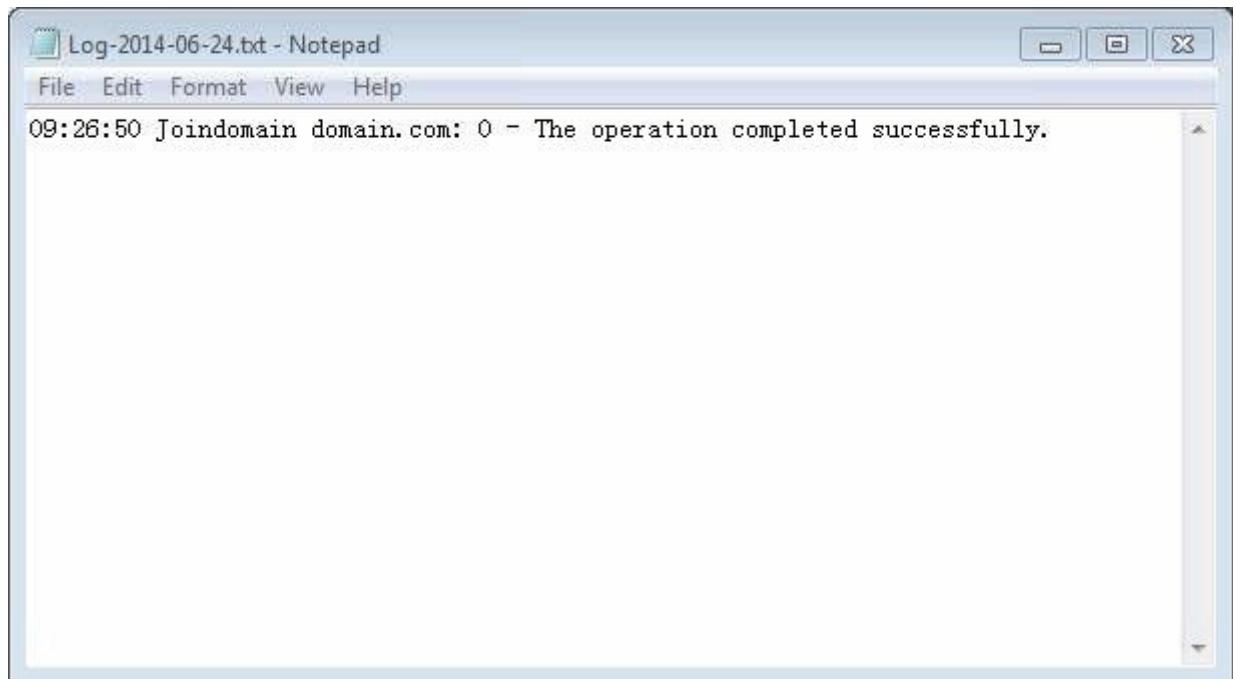 Log-2014-06-24.txt - Notepad
File Edit Format View Help
09:26:50 Joindomain domain.com: 0 - The operation completed successfully.